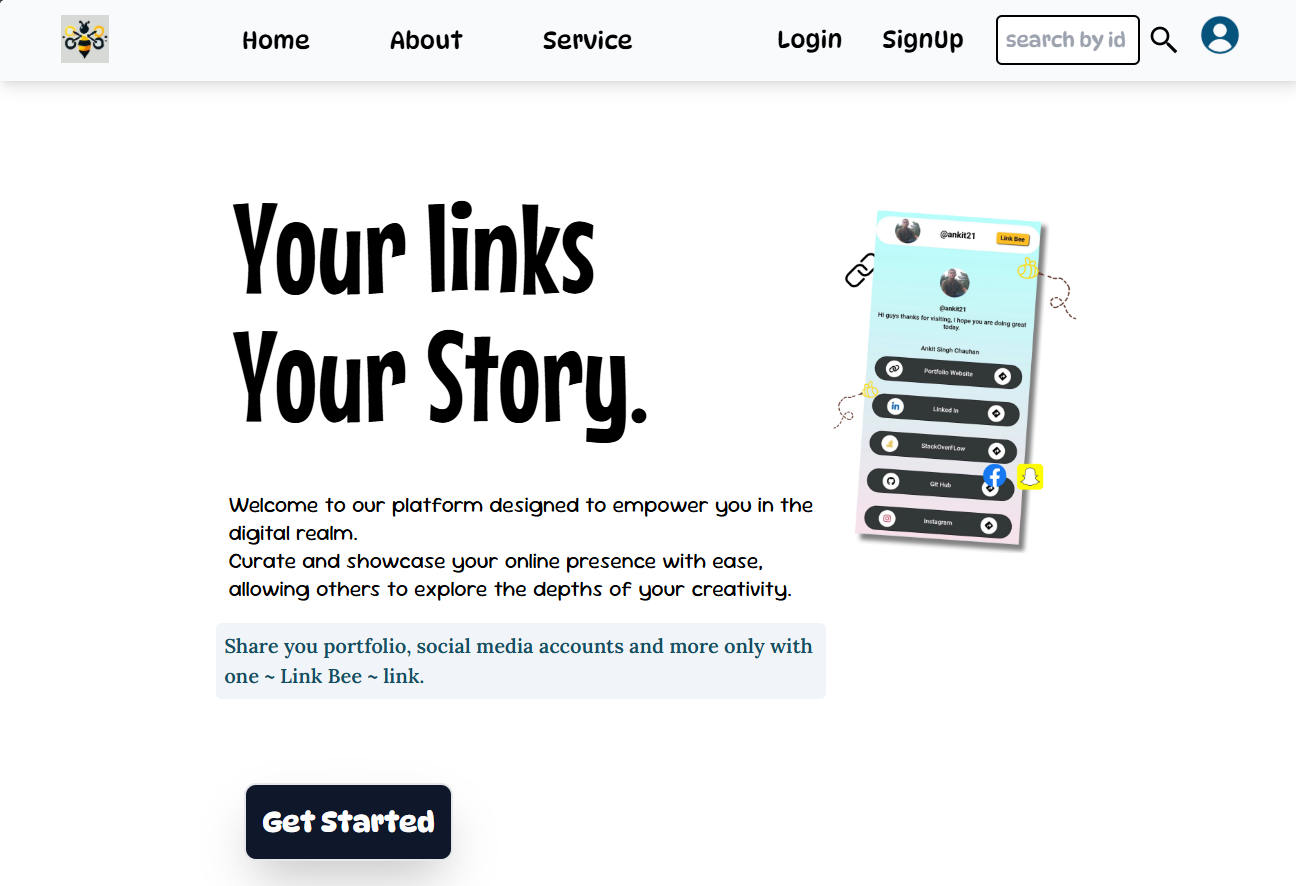 Home About Service Login SignUp search by id
Your links
Your Story.
Welcome to our platform designed to empower you in the
digital realm.
Curate and showcase your online presence with ease,
allowing others to explore the depths of your creativity.
Share you portfolio, social media accounts and more only with
one ~ Link Bee ~ link.
Get Started
@ankit21 Link Bee
@ankit21
Hi guys thanks for visiting, I hope you are doing great
today.
Ankit Singh Chauhan
Portfolio Website
in Linked In
StackOverFLow
Git Hub
Instagram